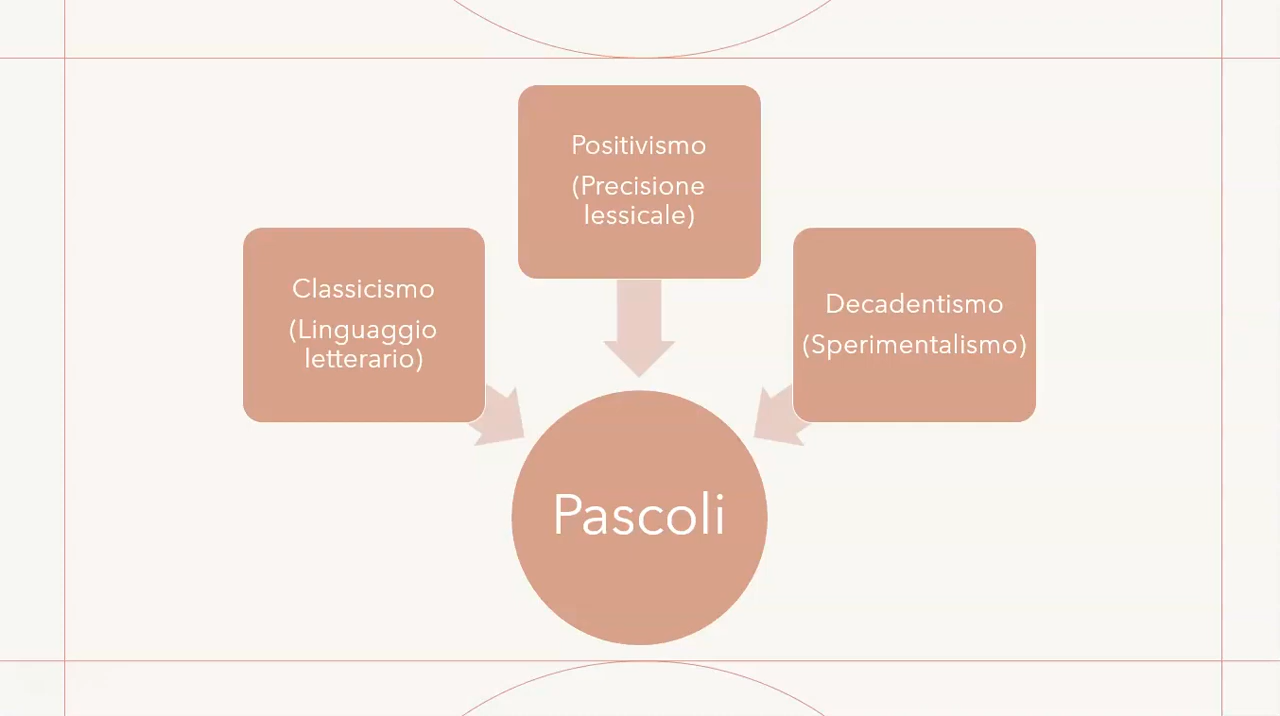 Positivismo
(Precisione
lessicale)
Classicismo
(Linguaggio
letterario)
Decadentismo
(Sperimentalismo)
Pascoli